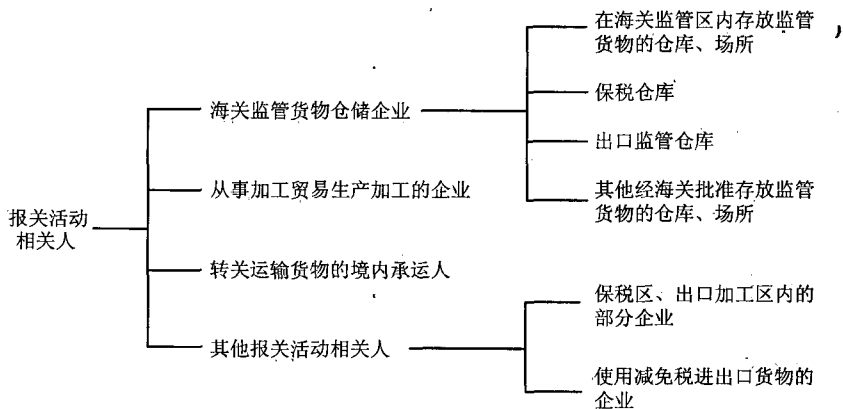 在海关监管区内存放监管
货物的仓库、场所
海关监管货物仓储企业
保税仓库
出口监管仓库
从事加工贸易生产加工的企业
其他经海关批准存放监管
货物的仓库、场所
报关活动
相关人
转关运输货物的境内承运人
保税区、出口加工区内的
部分企业
其他报关活动相关人
使用减免税进出口货物的
企业